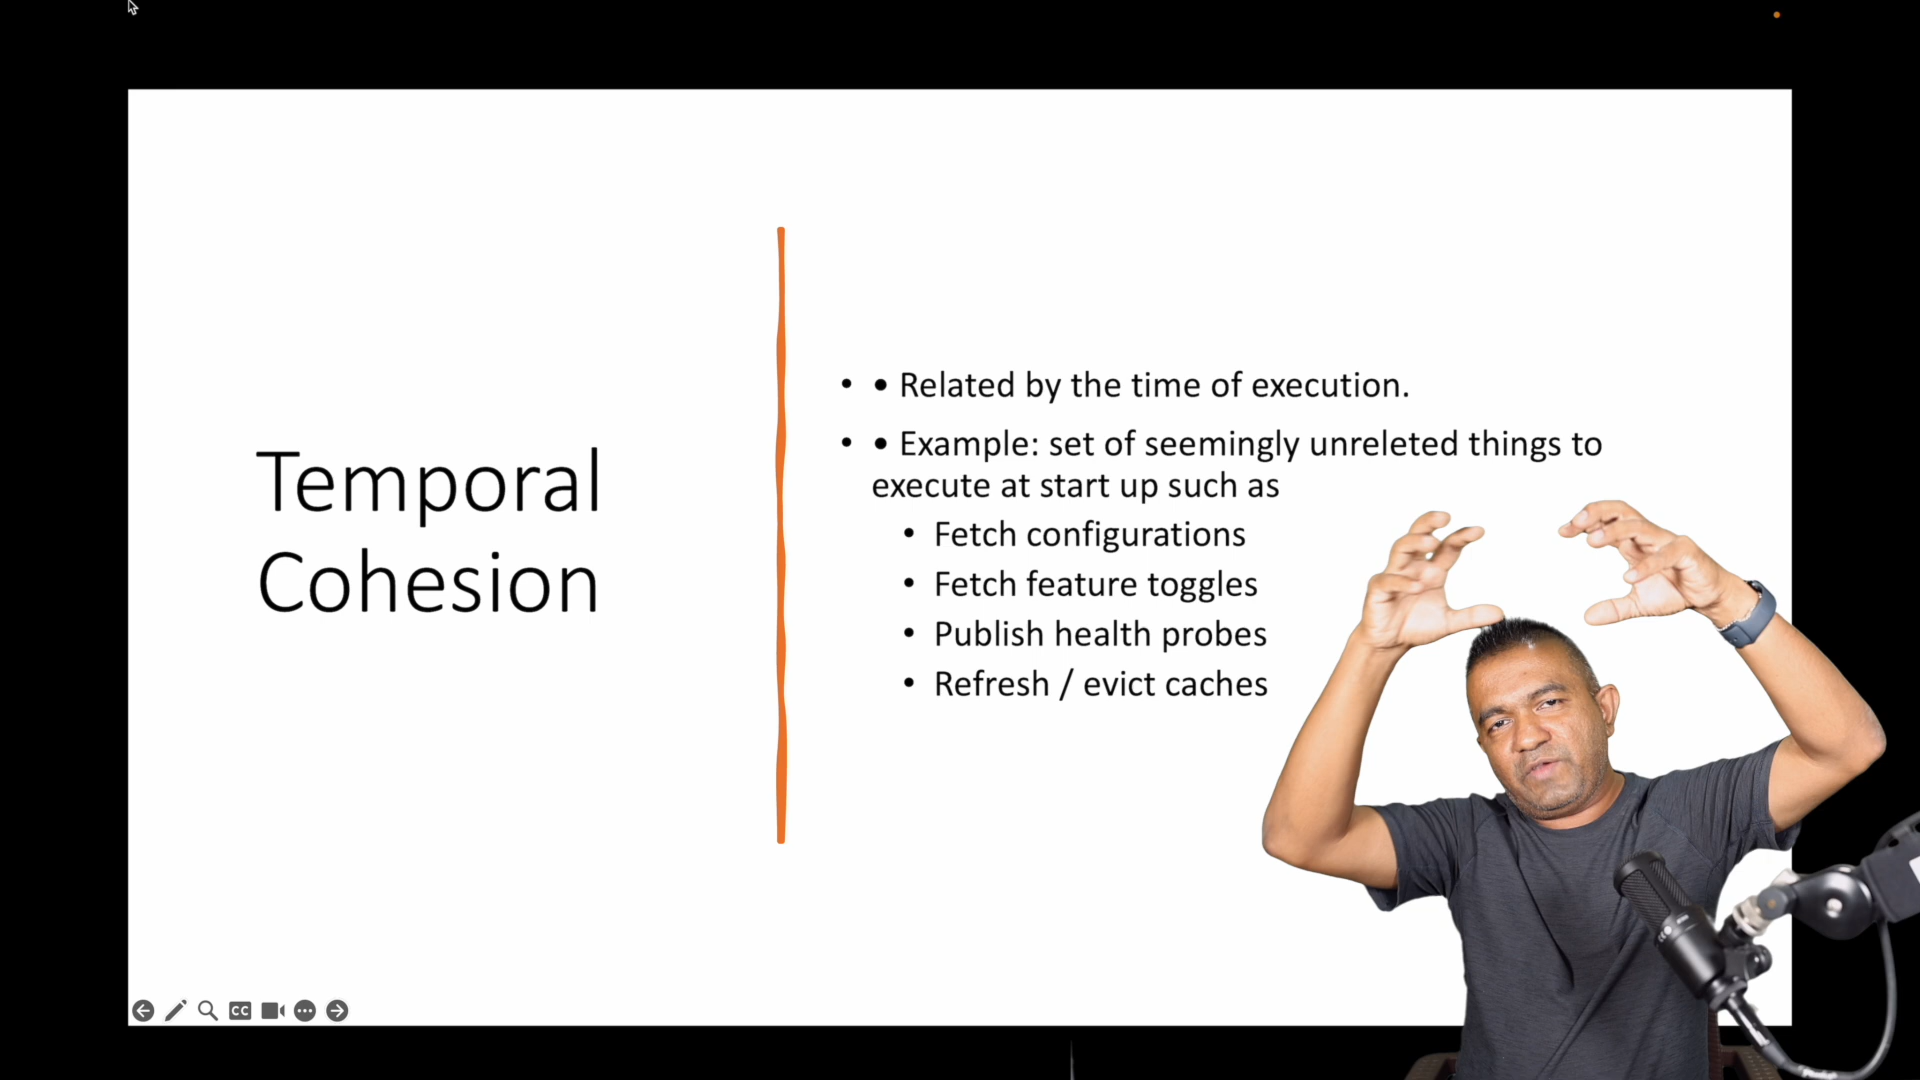 Temporal
Cohesion
• • Related by the time of execution.
• • Example: set of seemingly unreleted things to
execute at start up such as
• Fetch configurations
• Fetch feature toggles
• Publish health probes
• Refresh / evict caches
CC